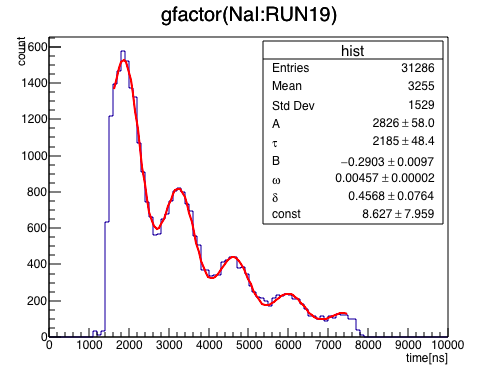 gfactor(NaI:RUN19)
count
hist
Entries 31286
Mean 3255
Std Dev 1529
A 2826 ± 58.0
τ 2185 ± 48.4
B −0.2903 ± 0.0097
ω 0.00457 ± 0.00002
δ 0.4568 ± 0.0764
const 8.627 ± 7.959
1600
1400
1200
1000
800
600
400
200
0
0 1000 2000 3000 4000 5000 6000 7000 8000 9000 10000
time[ns]